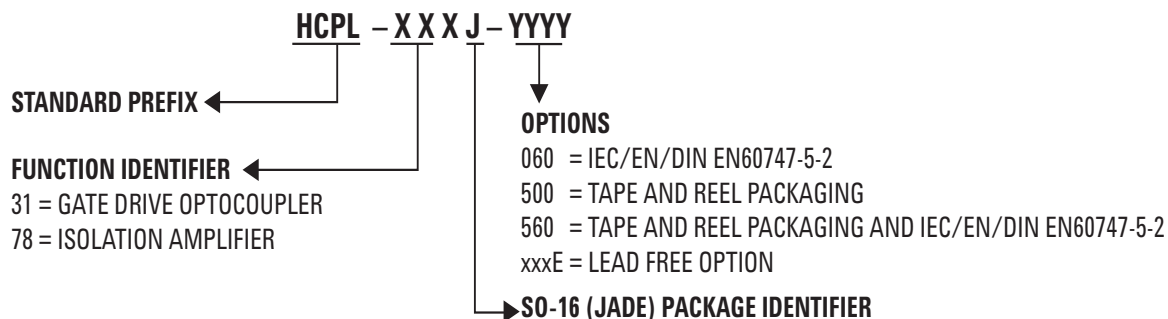 HCPL – X X X J – YYYY
STANDARD PREFIX
FUNCTION IDENTIFIER
31 = GATE DRIVE OPTOCOUPLER
78 = ISOLATION AMPLIFIER
OPTIONS
060 = IEC/EN/DIN EN60747-5-2
500 = TAPE AND REEL PACKAGING
560 = TAPE AND REEL PACKAGING AND IEC/EN/DIN EN60747-5-2
xxxE = LEAD FREE OPTION
SO-16 (JADE) PACKAGE IDENTIFIER